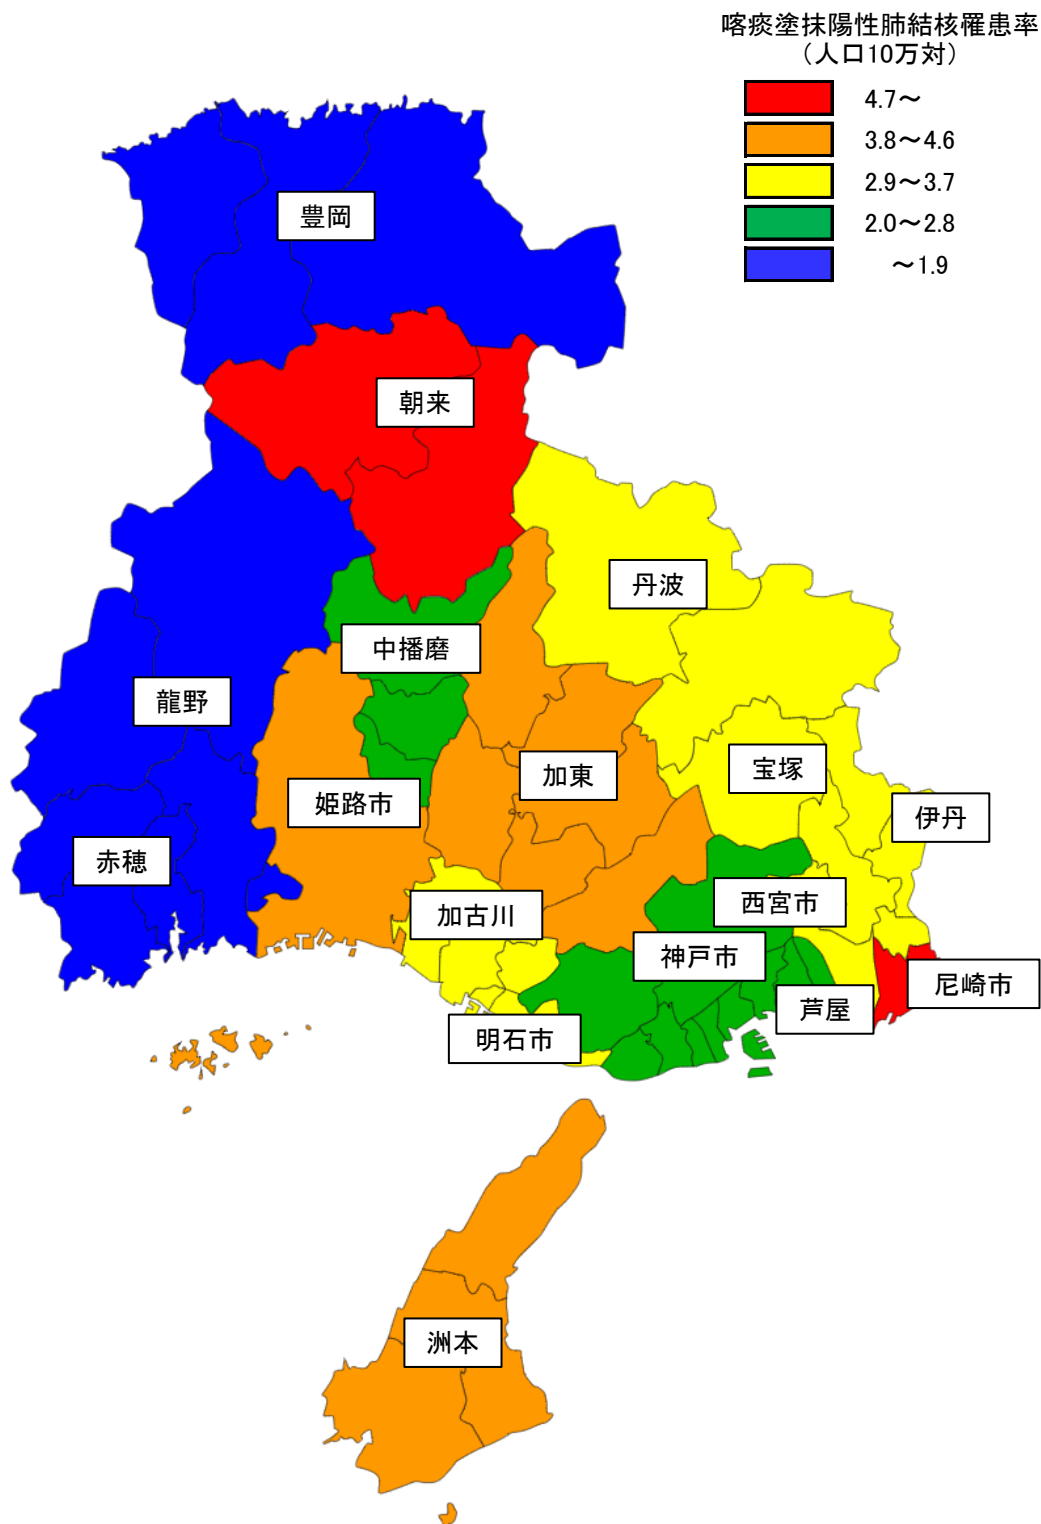 喀痰塗抹陽性肺結核罹患率
（人口10万対）
4.7～
3.8～4.6
2.9～3.7
2.0～2.8
～1.9
豊岡
朝来
丹波
中播磨
龍野
宝塚
加東
姫路市
伊丹
赤穂
西宮市
加古川
神戸市
尼崎市
芦屋
明石市
洲本